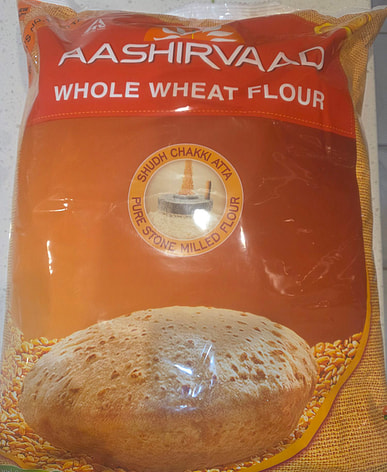 AASHIRVAAD
WHOLE WHEAT FLOUR
SHUDH CHAKKI ATTA
PURE STONE MILLED FLOUR